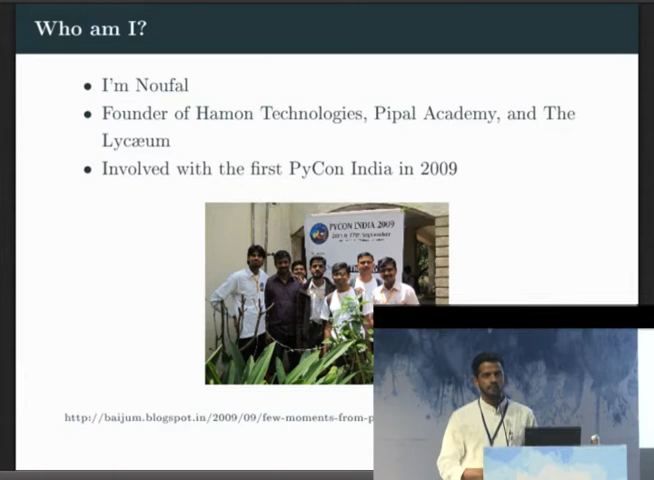 Who am I?
• I'm Noufal
• Founder of Hamon Technologies, Pipal Academy, and The
Lycæum
• Involved with the first PyCon India in 2009
PYCON INDIA 2009
http://baijum.blogspot.in/2009/09/few-moments-from-p